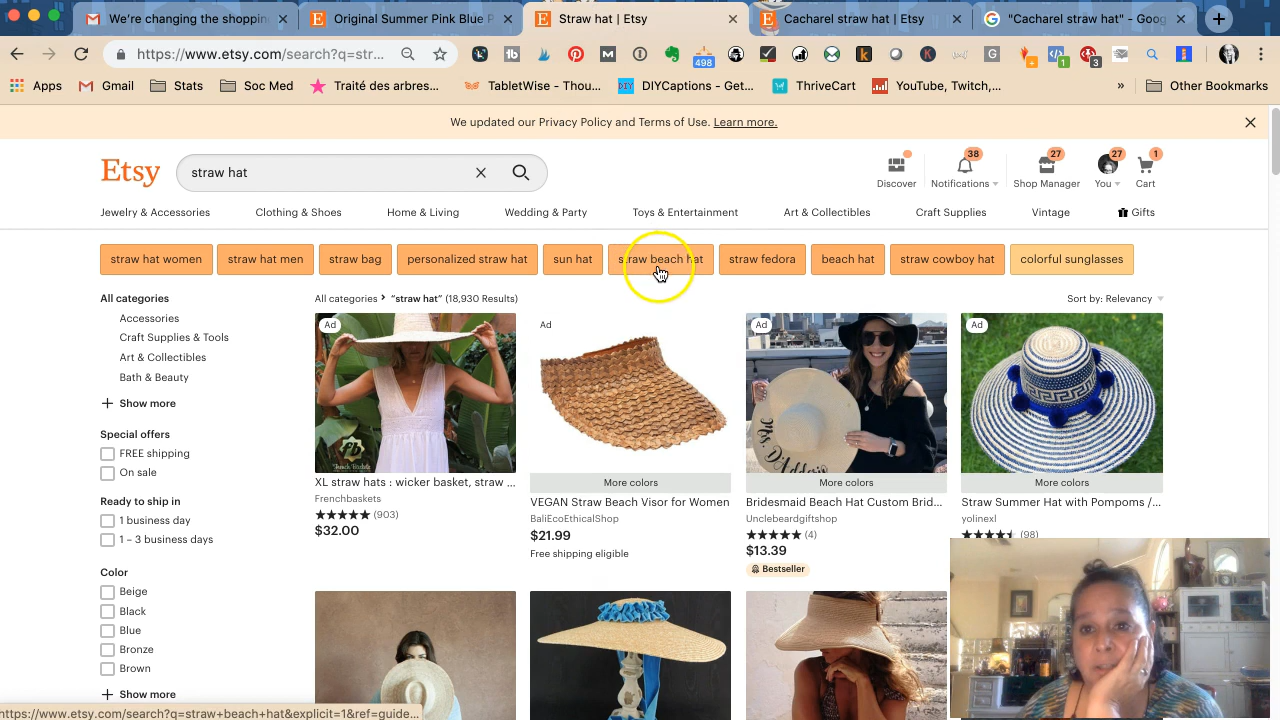 We're changing the shoppin
Original Summer Pink Blue P
Straw hat | Etsy
Cacharel straw hat | Etsy
"Cacharel straw hat" - Goog
https://www.etsy.com/search?q=str...
498
1
3
Apps
Gmail
Stats
Soc Med
Traité des arbres...
TabletWise - Thou...
DIYCaptions - Get...
ThriveCart
YouTube, Twitch,...
»
Other Bookmarks
We updated our Privacy Policy and Terms of Use. Learn more.
Etsy
straw hat
38
27
27
1
Discover
Notifications
Shop Manager
You
Cart
Jewelry & Accessories
Clothing & Shoes
Home & Living
Wedding & Party
Toys & Entertainment
Art & Collectibles
Craft Supplies
Vintage
Gifts
straw hat women
straw hat men
straw bag
personalized straw hat
sun hat
straw beach hat
straw fedora
beach hat
straw cowboy hat
colorful sunglasses
All categories
Accessories
Craft Supplies & Tools
Art & Collectibles
Bath & Beauty
Show more
Special offers
FREE shipping
On sale
Ready to ship in
1 business day
1 – 3 business days
Color
Beige
Black
Blue
Bronze
Brown
Show more
All categories > "straw hat" (18,930 Results)
Sort by: Relevancy
Ad
XL straw hats : wicker basket, straw ...
Frenchbaskets
(903)
$32.00
Ad
More colors
VEGAN Straw Beach Visor for Women
BaliEcoEthicalShop
$21.99
Free shipping eligible
Ad
More colors
Bridesmaid Beach Hat Custom Brid...
Unclebeardgiftshop
(4)
$13.39
Bestseller
Ad
More colors
Straw Summer Hat with Pompoms /...
yolinexl
(98)
https://www.etsy.com/search?q=straw+beach+hat&explicit=1&ref=guide...